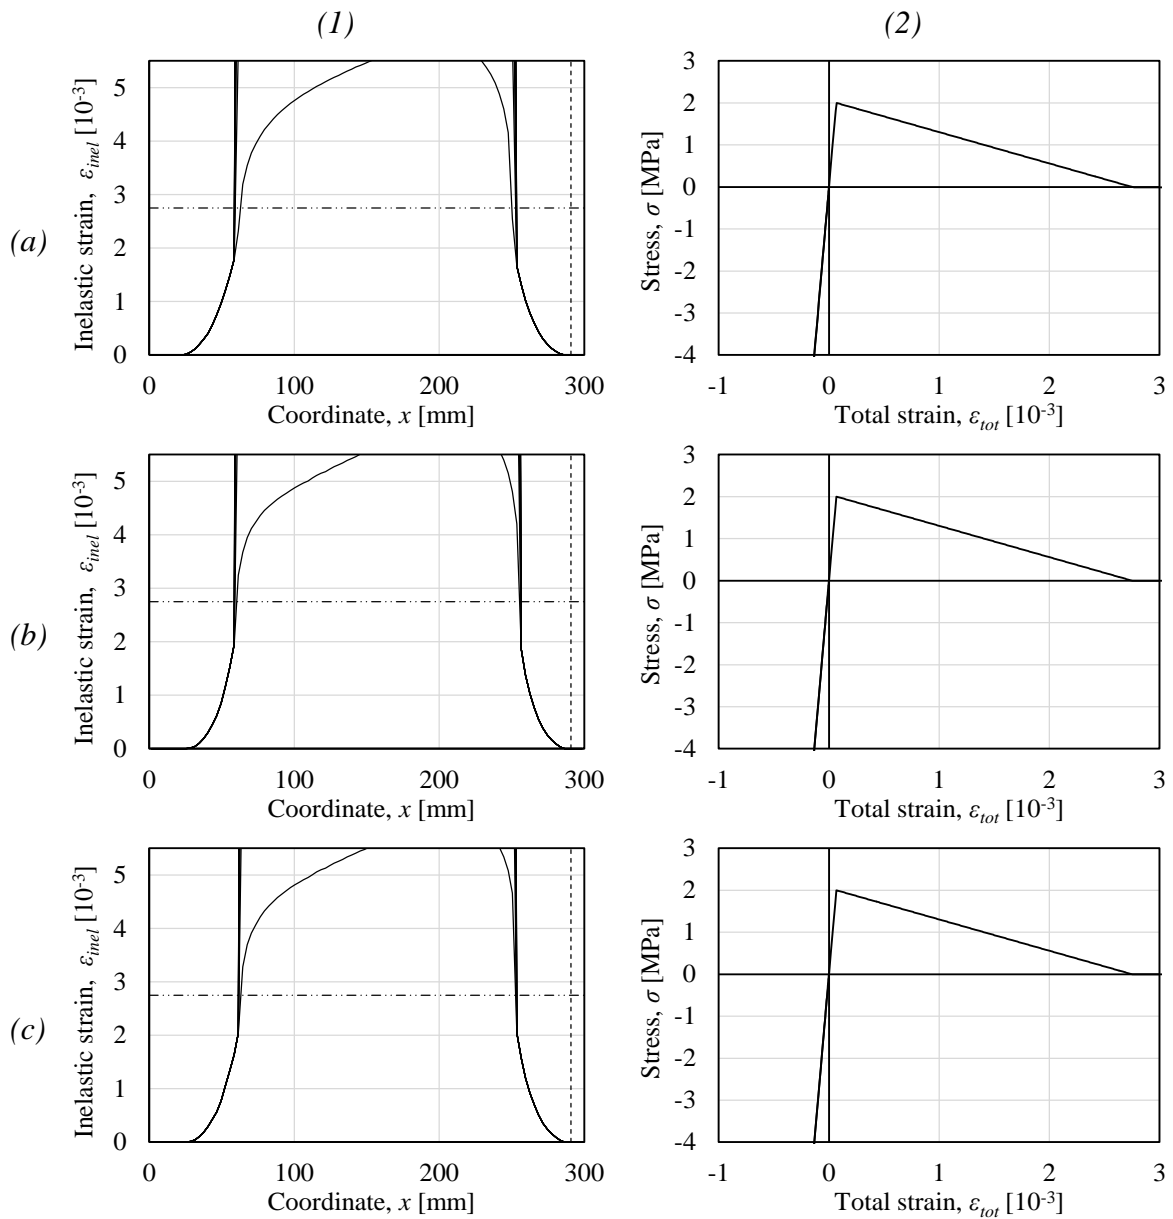 (1) (2)
(a)
Inelastic strain, εinel [10-3]
5
4
3
2
1
0
0 100 200 300
Coordinate, x [mm]
Stress, σ [MPa]
3
2
1
0
-1
-2
-3
-4
-1 0 1 2 3
Total strain, εtot [10-3]
(b)
Inelastic strain, εinel [10-3]
5
4
3
2
1
0
0 100 200 300
Coordinate, x [mm]
Stress, σ [MPa]
3
2
1
0
-1
-2
-3
-4
-1 0 1 2 3
Total strain, εtot [10-3]
(c)
Inelastic strain, εinel [10-3]
5
4
3
2
1
0
0 100 200 300
Coordinate, x [mm]
Stress, σ [MPa]
3
2
1
0
-1
-2
-3
-4
-1 0 1 2 3
Total strain, εtot [10-3]